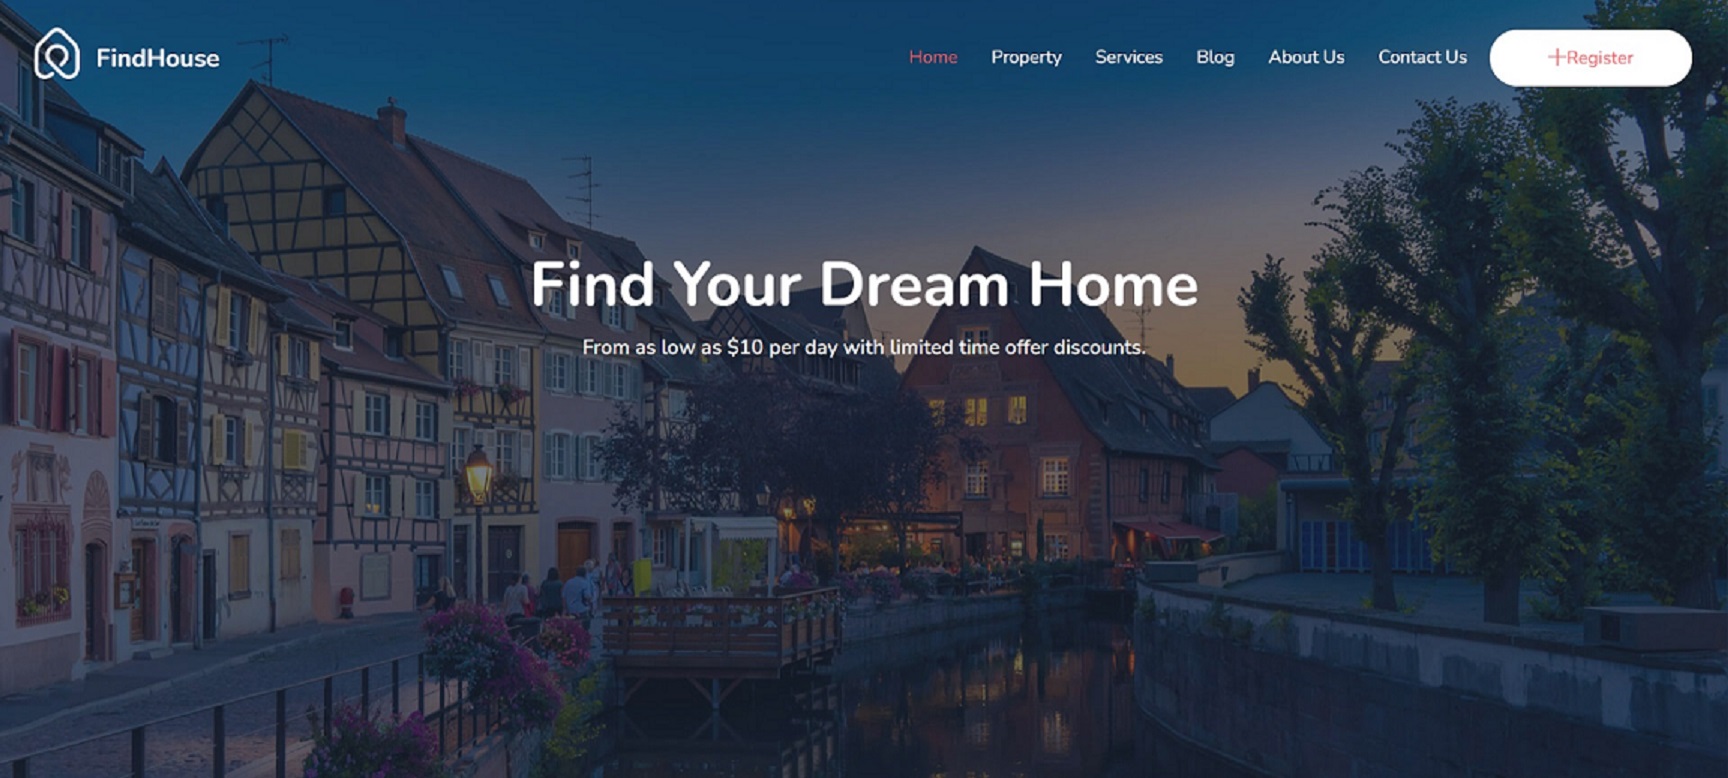 FindHouse
Home Property Services Blog About Us Contact Us +Register
Find Your Dream Home
From as low as $10 per day with limited time offer discounts.